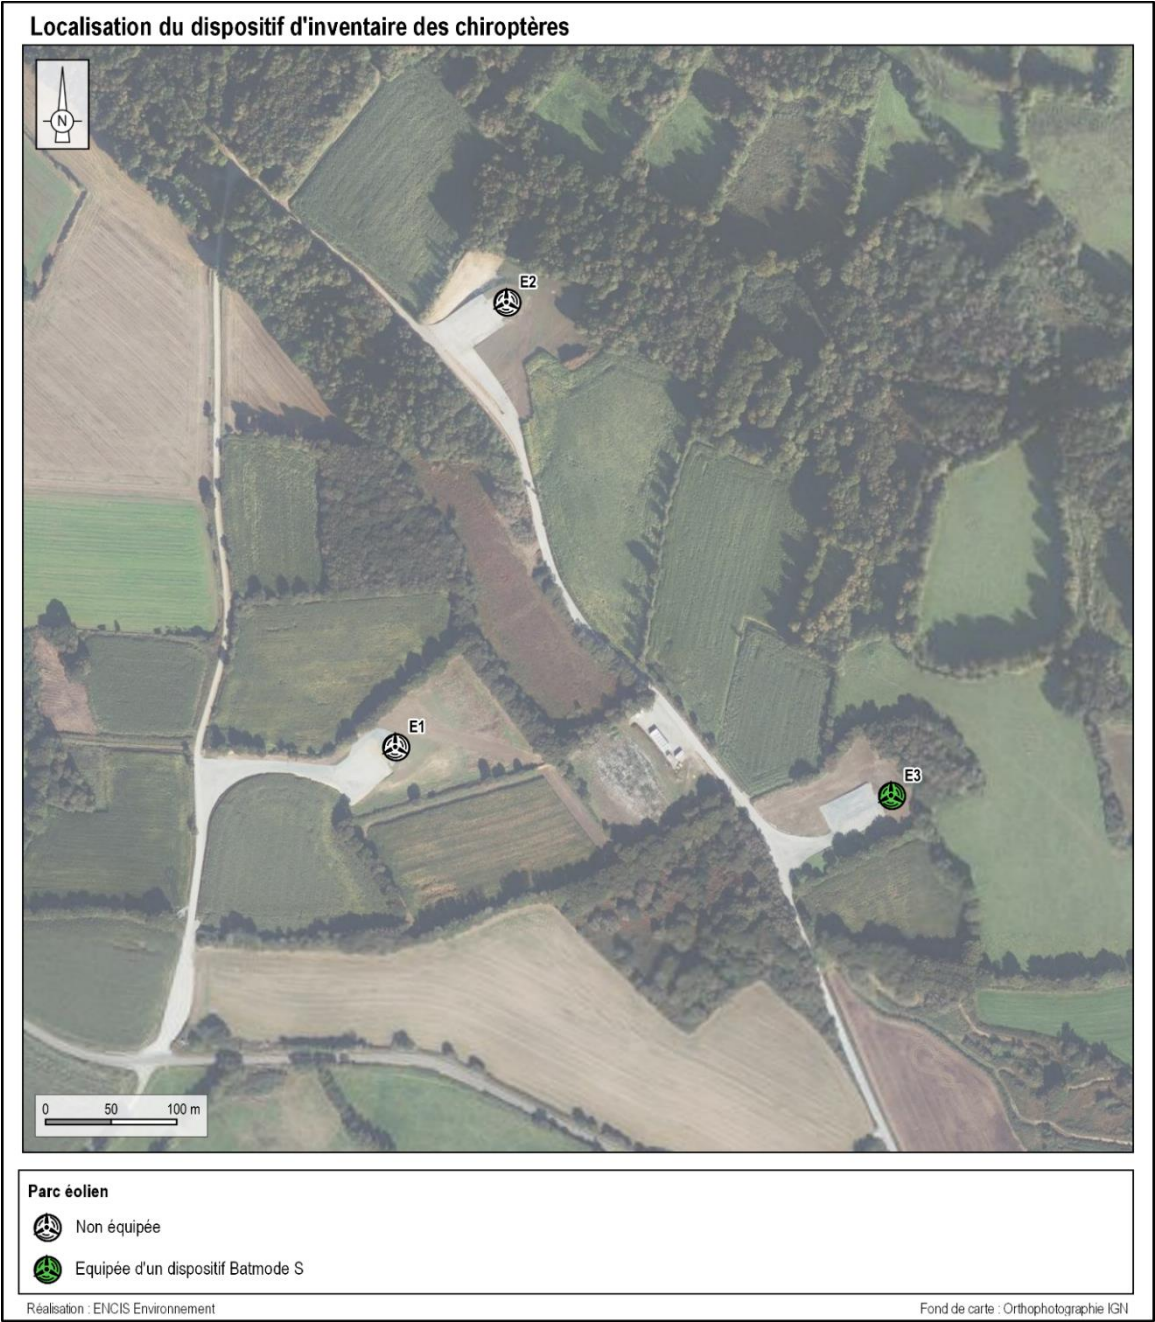 Localisation du dispositif d'inventaire des chiroptères
N
E2
E1
E3
0 50 100 m
Parc éolien
Non équipée
Equipée d'un dispositif Batmode S
Réalisation : ENCIS Environnement
Fond de carte : Orthophotographie IGN